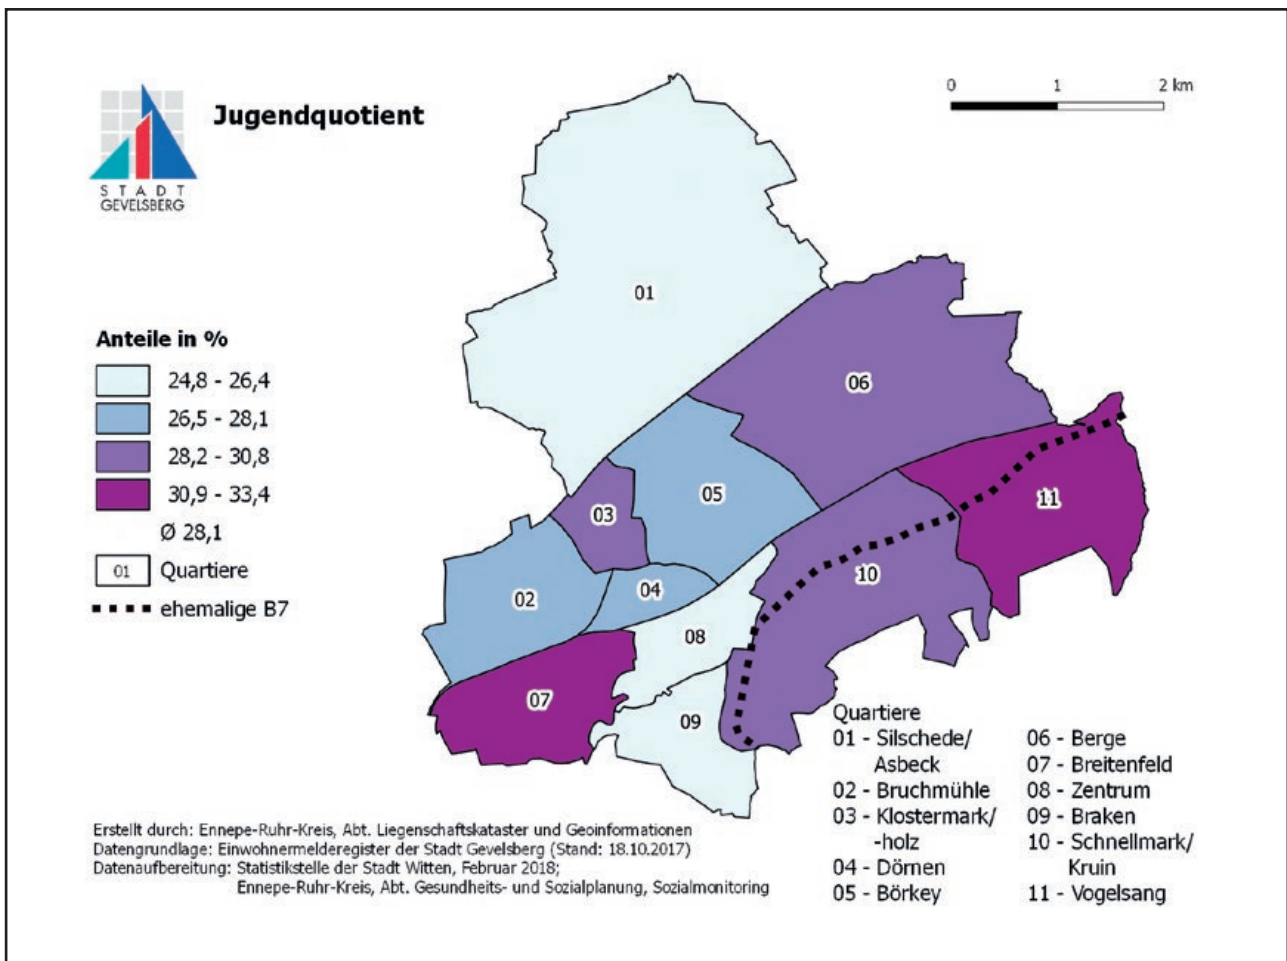 Jugendquotient
STADT
GEVELSBERG
0 1 2 km
Anteile in %
24,8 - 26,4
26,5 - 28,1
28,2 - 30,8
30,9 - 33,4
Ø 28,1
01 Quartiere
ehemalige B7
01
06
05
03
11
10
04
02
08
07
09
Quartiere
01 - Silschede/
Asbeck
02 - Bruchmühle
03 - Klostermark/
-holz
04 - Dörnen
05 - Börkey
06 - Berge
07 - Breitenfeld
08 - Zentrum
09 - Braken
10 - Schnellmark/
Kruin
11 - Vogelsang
Erstellt durch: Ennepe-Ruhr-Kreis, Abt. Liegenschaftskataster und Geoinformationen
Datengrundlage: Einwohnermelderegister der Stadt Gevelsberg (Stand: 18.10.2017)
Datenaufbereitung: Statistikstelle der Stadt Witten, Februar 2018;
Ennepe-Ruhr-Kreis, Abt. Gesundheits- und Sozialplanung, Sozialmonitoring